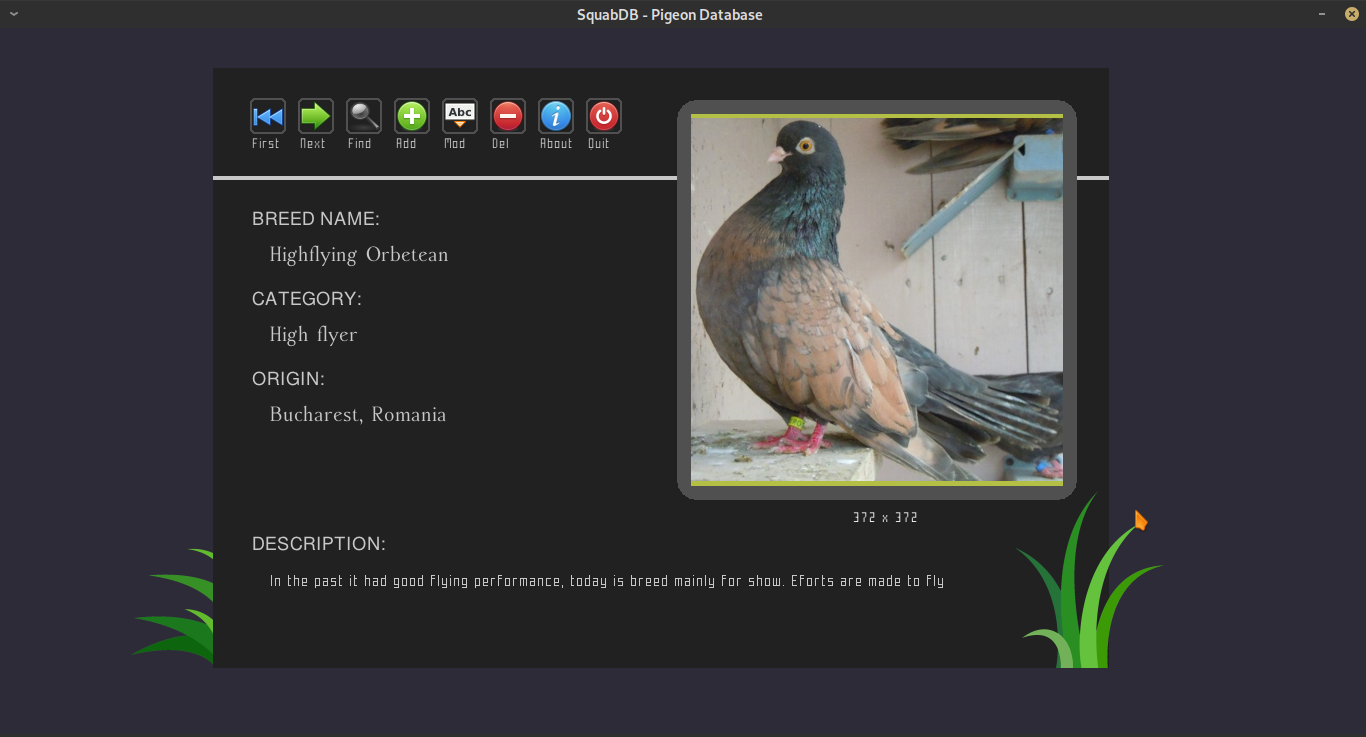 SquabDB - Pigeon Database
Abc
First Next Find Add Mod Del About Quit
BREED NAME:
Highflying Orbetean
CATEGORY:
High flyer
ORIGIN:
Bucharest, Romania
372 x 372
DESCRIPTION:
In the past it had good flying performance, today is breed mainly for show. Eforts are made to fly